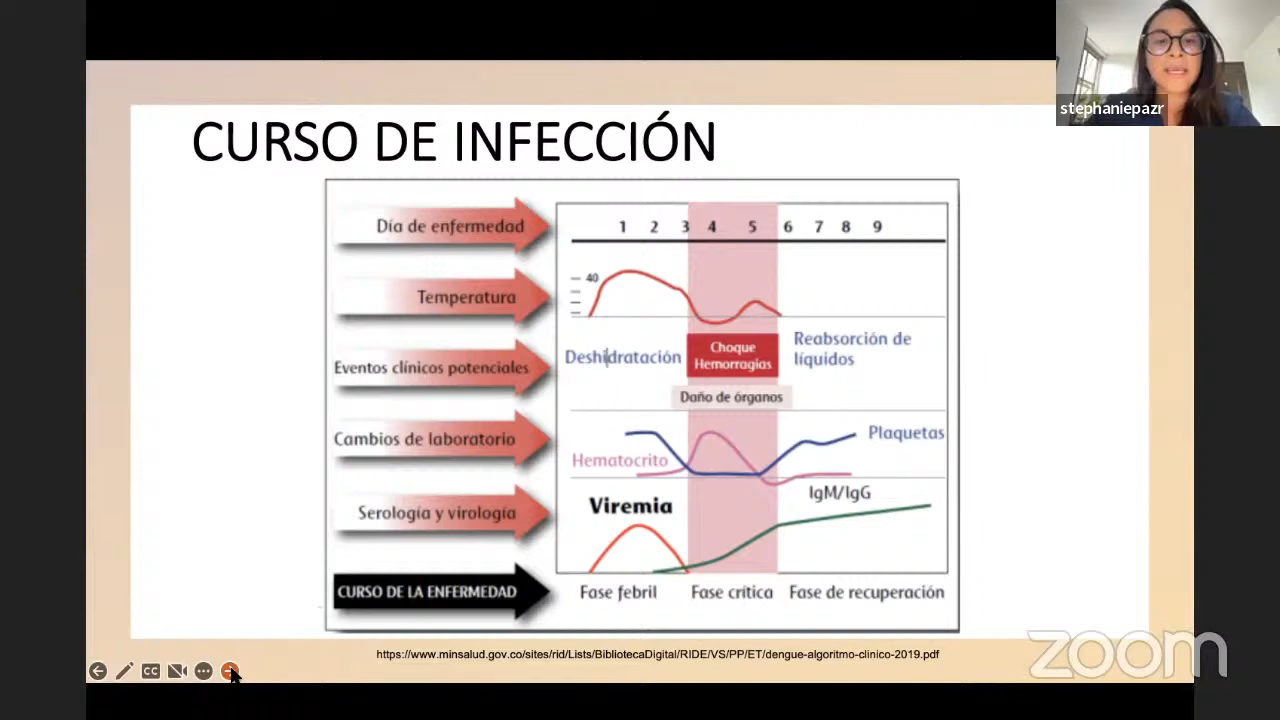 stephaniepazr
CURSO DE INFECCIÓN
Día de enfermedad
1 2 3 4 5 6 7 8 9
Temperatura
40
Eventos clínicos potenciales
Deshidratación
Choque
Hemorragias
Reabsorción de
líquidos
Daño de órganos
Cambios de laboratorio
Hematocrito
Plaquetas
Serología y virología
Viremia
IgM/IgG
CURSO DE LA ENFERMEDAD
Fase febril
Fase crítica
Fase de recuperación
https://www.minsalud.gov.co/sites/rid/Lists/BibliotecaDigital/RIDE/VS/PP/ET/dengue-algoritmo-clinico-2019.pdf
CC
zoom